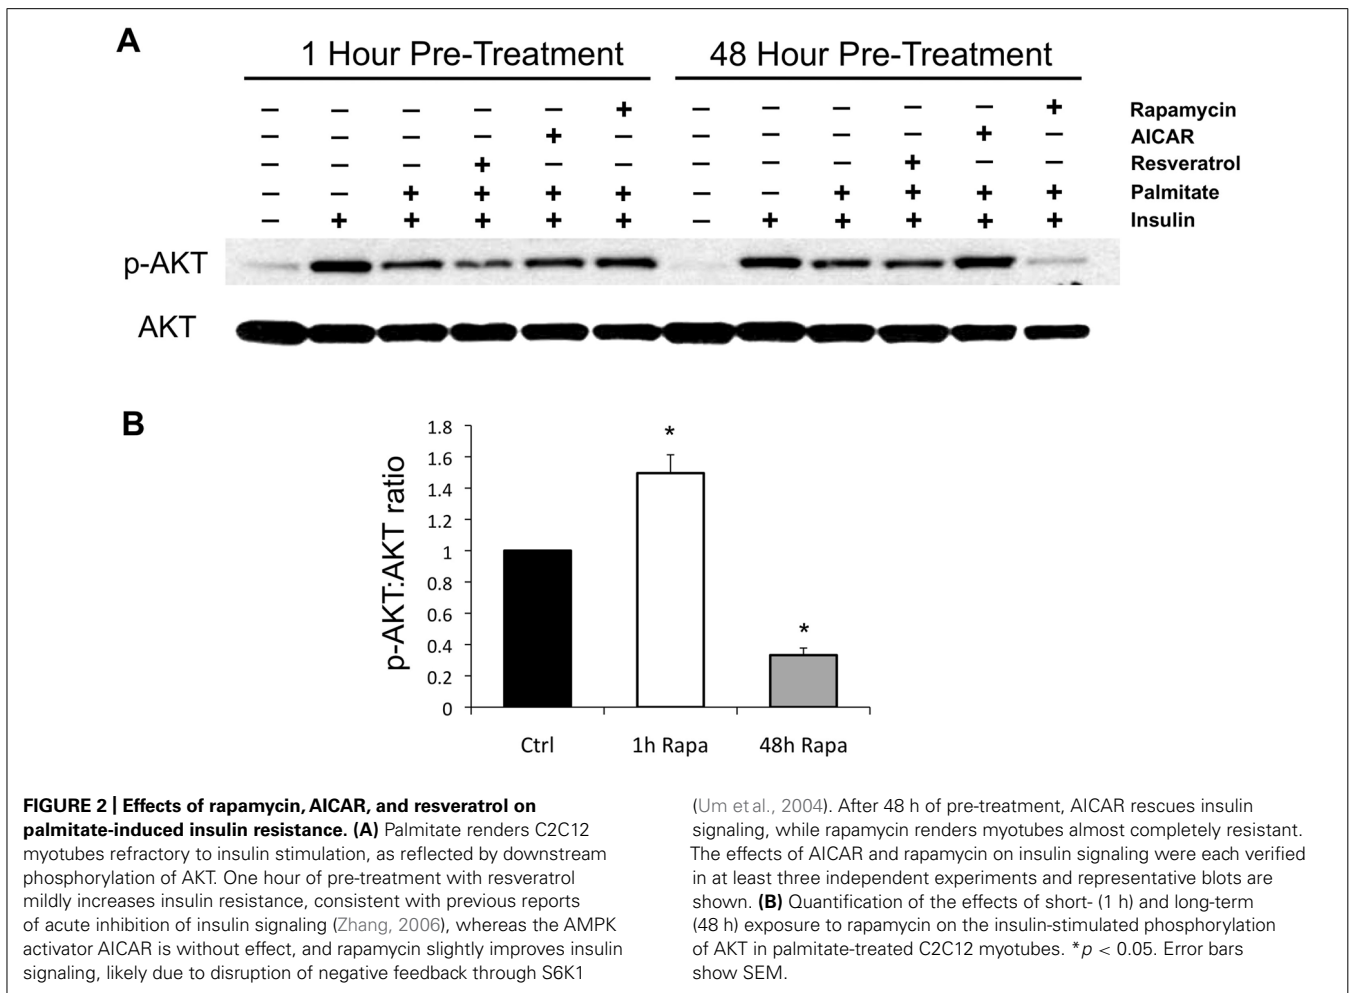 A
1 Hour Pre-Treatment
48 Hour Pre-Treatment
– – – – – + – – – – – + Rapamycin
– – – – + – – – – – + – AICAR
– – – + – – – – – + – – Resveratrol
– – + + + + – – + + + + Palmitate
– + + + + + – + + + + + Insulin
p-AKT
AKT
B
p-AKT:AKT ratio
1.8
1.6
1.4
1.2
1
0.8
0.6
0.4
0.2
0
*
*
Ctrl 1h Rapa 48h Rapa
FIGURE 2 | Effects of rapamycin, AICAR, and resveratrol on
palmitate-induced insulin resistance. (A) Palmitate renders C2C12
myotubes refractory to insulin stimulation, as reflected by downstream
phosphorylation of AKT. One hour of pre-treatment with resveratrol
mildly increases insulin resistance, consistent with previous reports
of acute inhibition of insulin signaling (Zhang, 2006), whereas the AMPK
activator AICAR is without effect, and rapamycin slightly improves insulin
signaling, likely due to disruption of negative feedback through S6K1
(Um et al., 2004). After 48 h of pre-treatment, AICAR rescues insulin
signaling, while rapamycin renders myotubes almost completely resistant.
The effects of AICAR and rapamycin on insulin signaling were each verified
in at least three independent experiments and representative blots are
shown. (B) Quantification of the effects of short- (1 h) and long-term
(48 h) exposure to rapamycin on the insulin-stimulated phosphorylation
of AKT in palmitate-treated C2C12 myotubes. *p < 0.05. Error bars
show SEM.